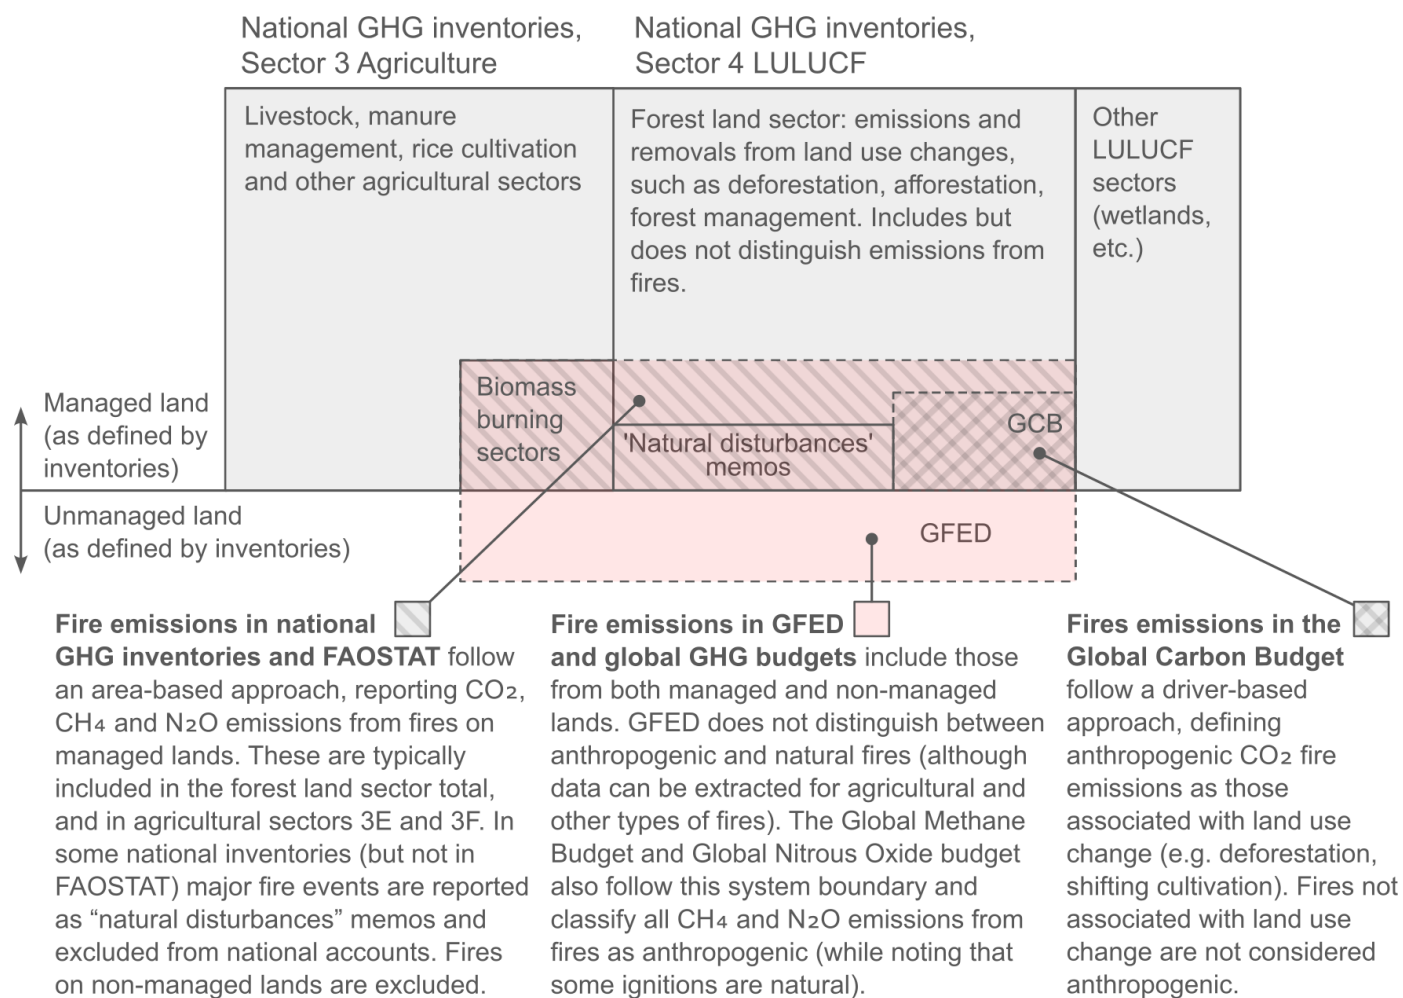 National GHG inventories,
Sector 3 Agriculture
National GHG inventories,
Sector 4 LULUCF
Livestock, manure
management, rice cultivation
and other agricultural sectors
Forest land sector: emissions and
removals from land use changes,
such as deforestation, afforestation,
forest management. Includes but
does not distinguish emissions from
fires.
Other
LULUCF
sectors
(wetlands,
etc.)
Biomass
burning
sectors
'Natural disturbances'
memos
GCB
Managed land
(as defined by
inventories)
Unmanaged land
(as defined by inventories)
GFED
Fire emissions in national
GHG inventories and FAOSTAT follow
an area-based approach, reporting CO₂,
CH₄ and N₂O emissions from fires on
managed lands. These are typically
included in the forest land sector total,
and in agricultural sectors 3E and 3F. In
some national inventories (but not in
FAOSTAT) major fire events are reported
as “natural disturbances” memos and
excluded from national accounts. Fires
on non-managed lands are excluded.
Fire emissions in GFED
and global GHG budgets include those
from both managed and non-managed
lands. GFED does not distinguish between
anthropogenic and natural fires (although
data can be extracted for agricultural and
other types of fires). The Global Methane
Budget and Global Nitrous Oxide budget
also follow this system boundary and
classify all CH₄ and N₂O emissions from
fires as anthropogenic (while noting that
some ignitions are natural).
Fires emissions in the
Global Carbon Budget
follow a driver-based
approach, defining
anthropogenic CO₂ fire
emissions as those
associated with land use
change (e.g. deforestation,
shifting cultivation). Fires not
associated with land use
change are not considered
anthropogenic.